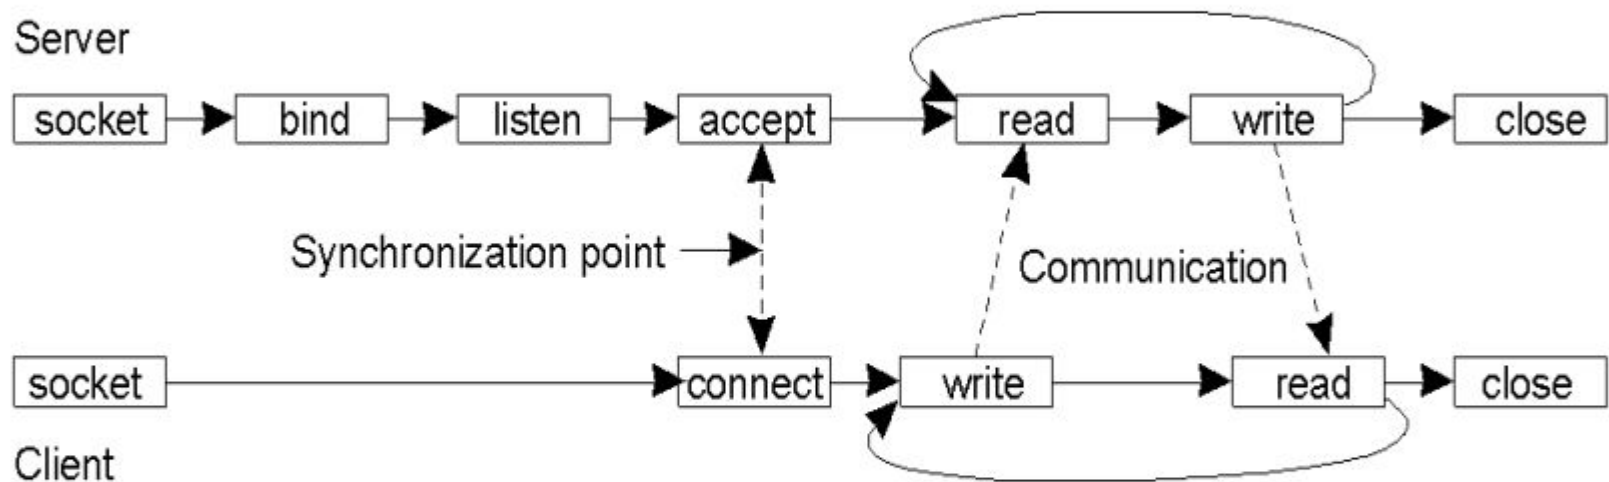 Server
socket bind listen accept read write close
Synchronization point
Communication
socket connect write read close
Client